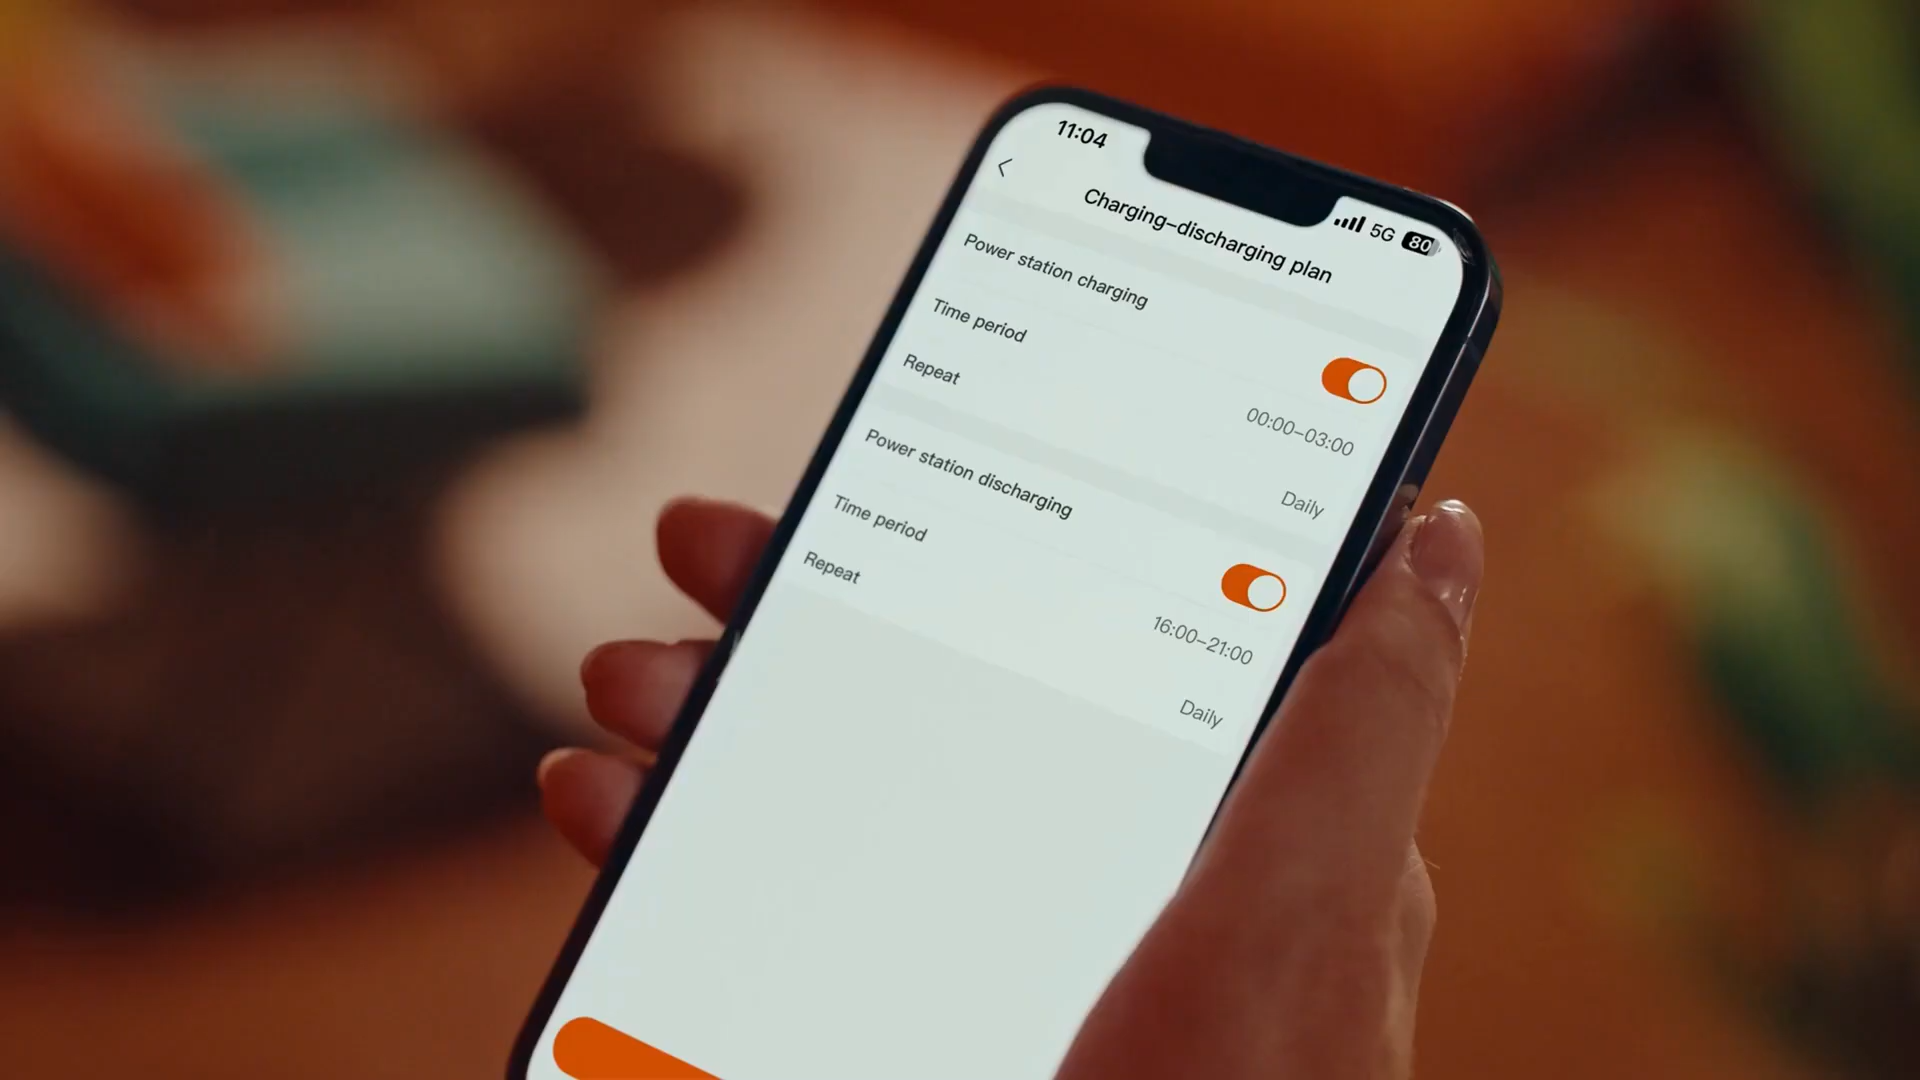 11:04
5G 80
Charging–discharging plan
Power station charging
Time period 00:00–03:00
Repeat Daily
Power station discharging
Time period 16:00–21:00
Repeat Daily